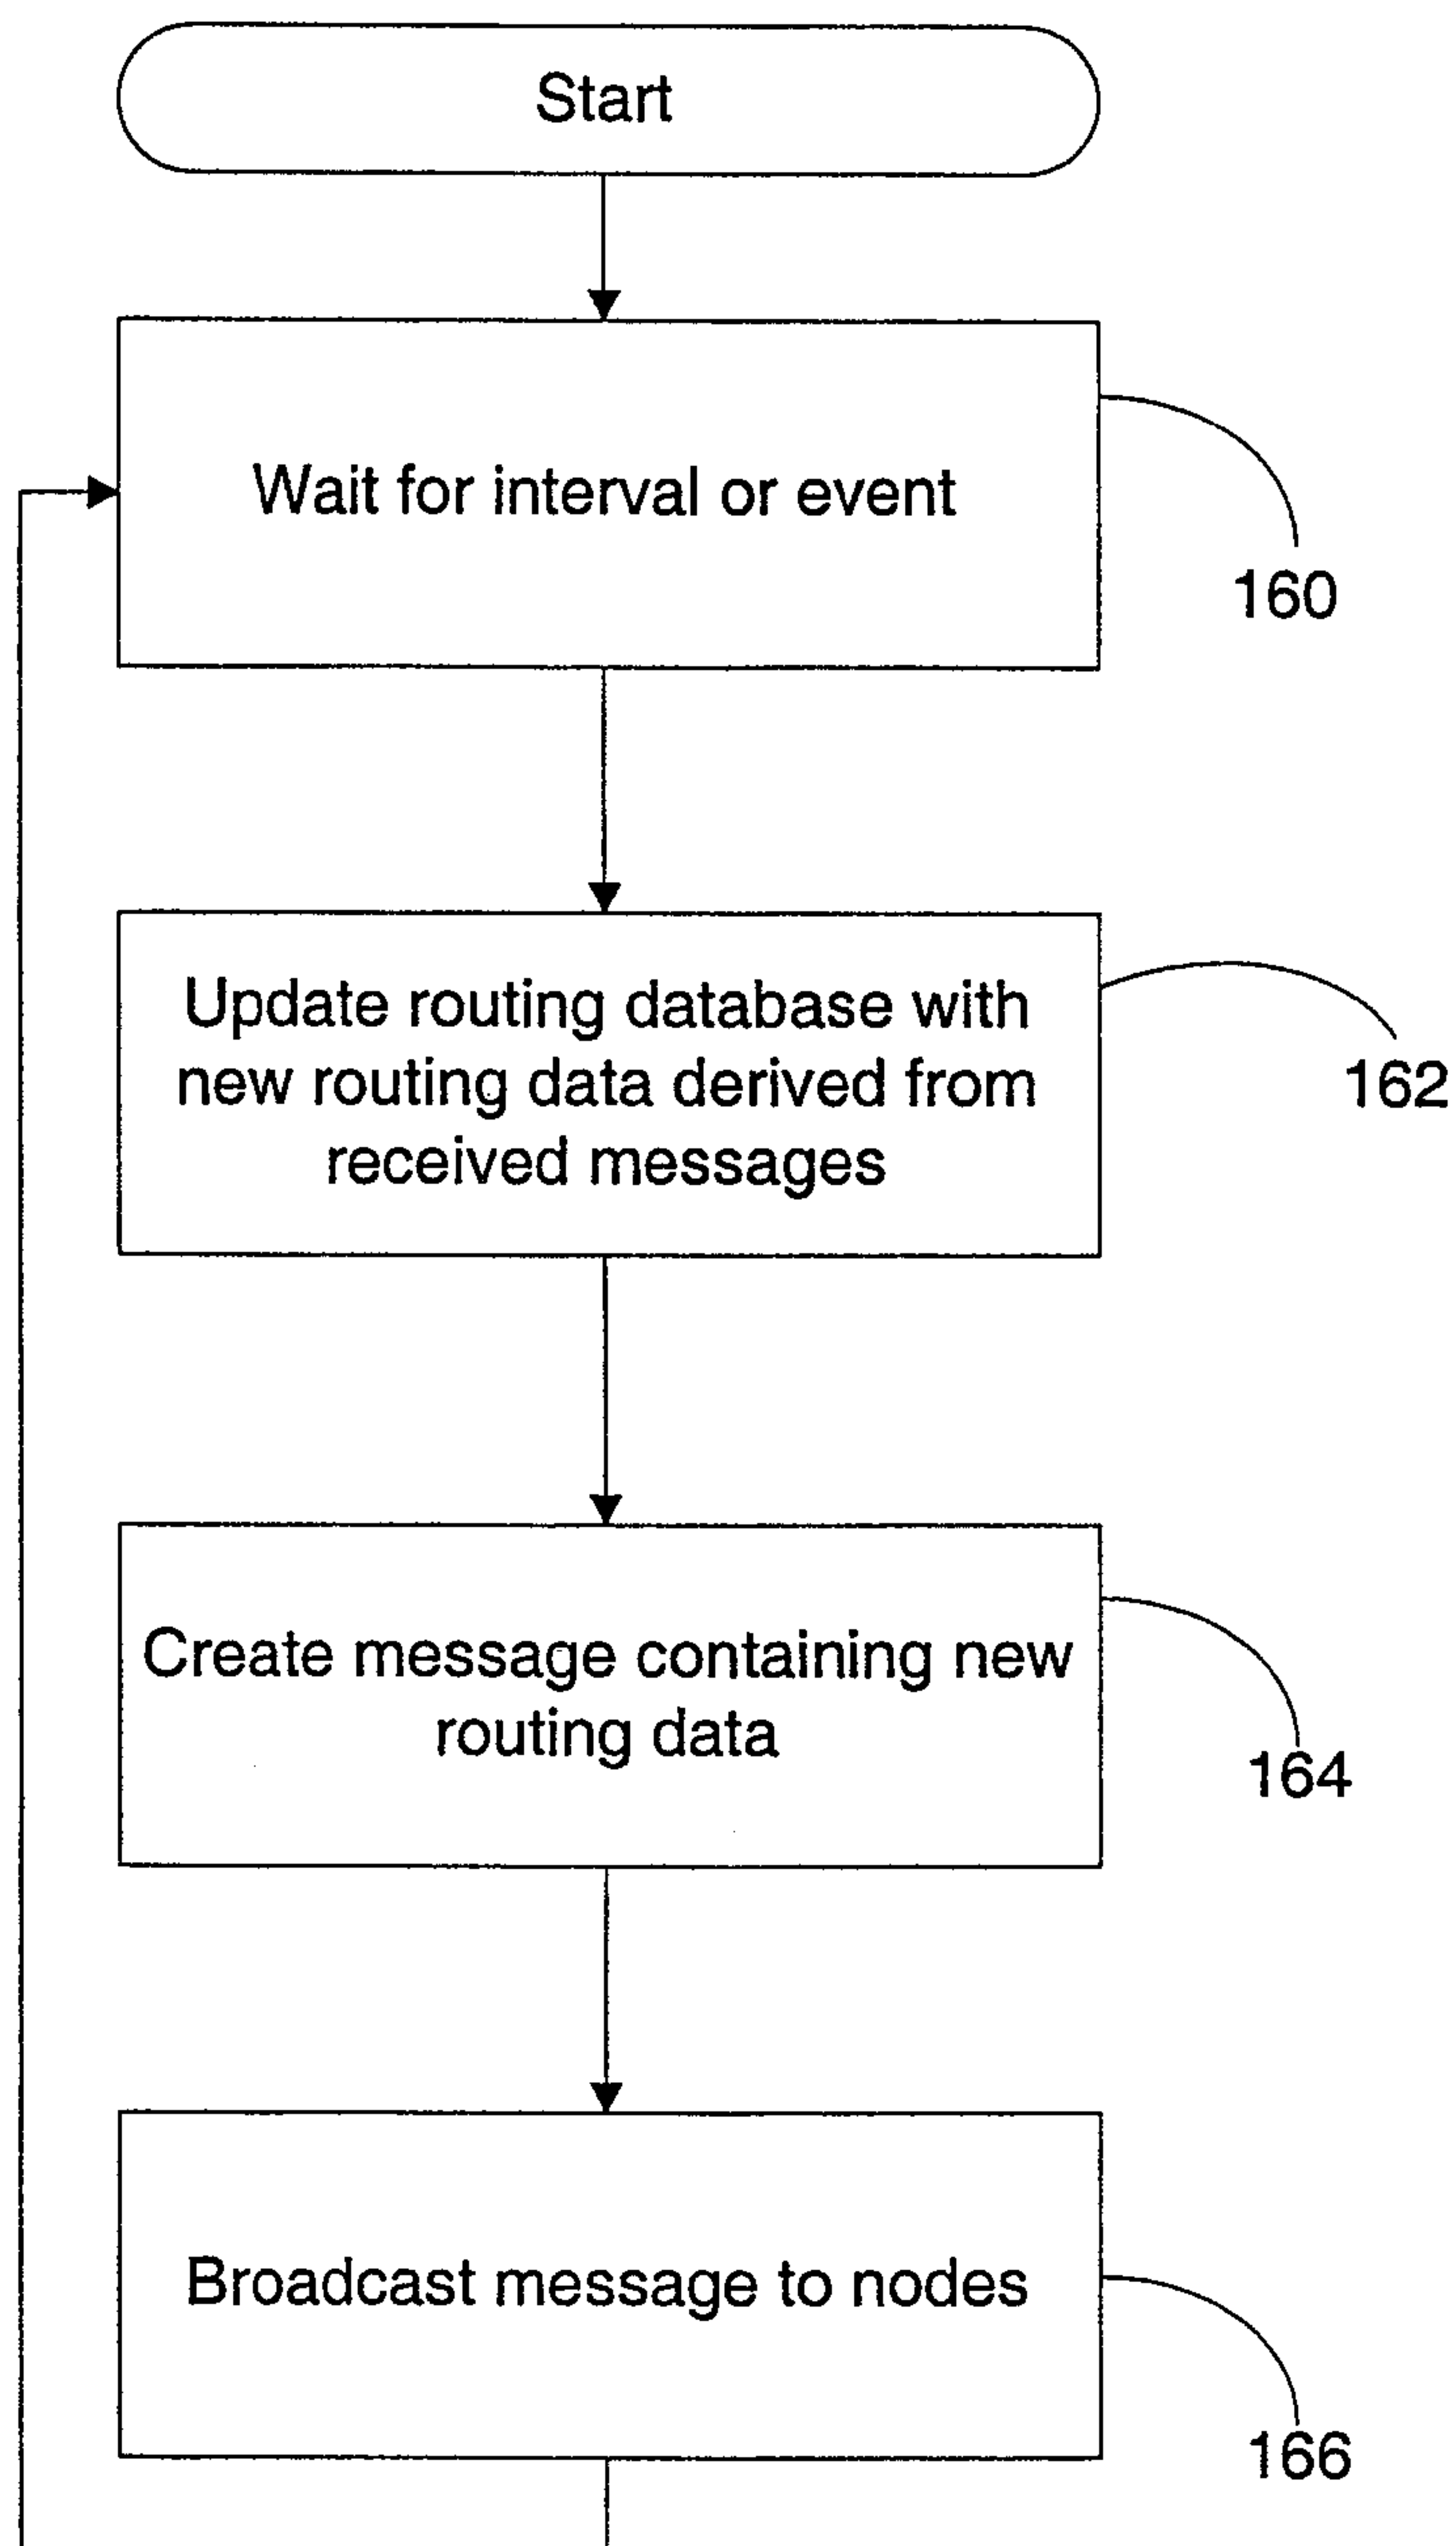 Start
Wait for interval or event
160
Update routing database with
new routing data derived from
received messages
162
Create message containing new
routing data
164
Broadcast message to nodes
166